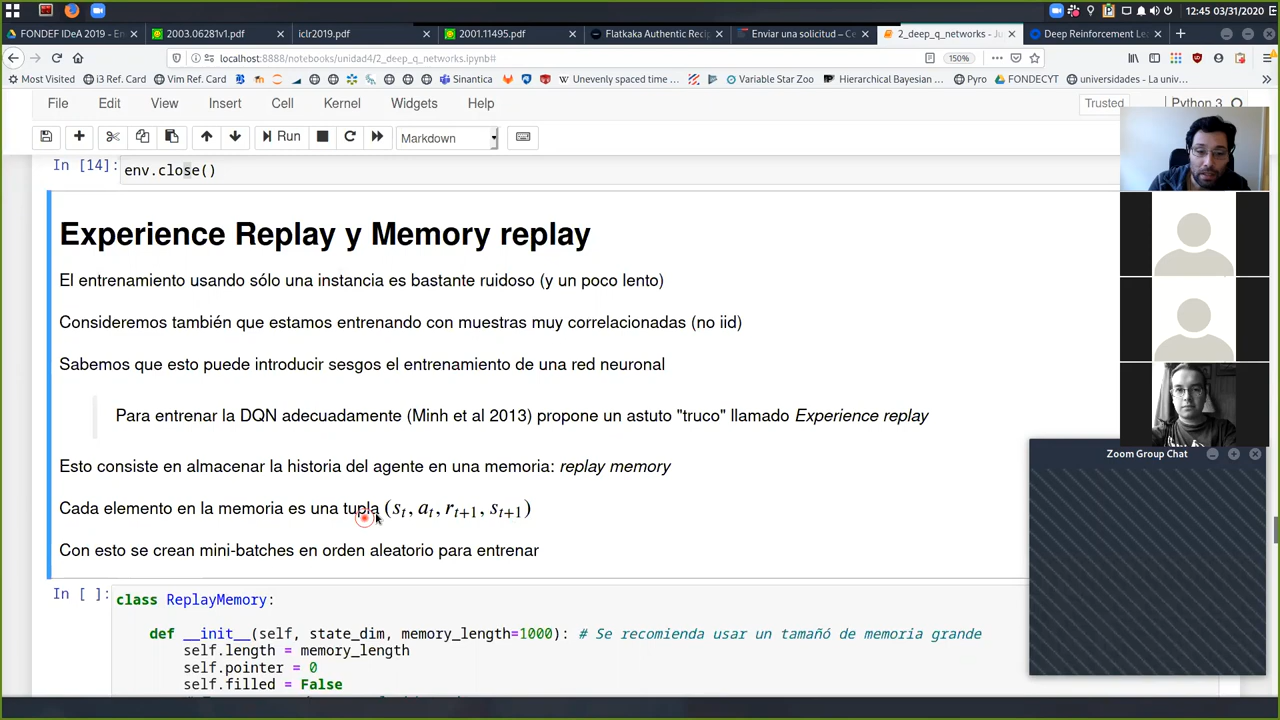 12:45 03/31/2020
FONDEF IDeA 2019 - En
2003.06281v1.pdf
iclr2019.pdf
2001.11495.pdf
Flatkaka Authentic Recip
Enviar una solicitud – Ce
2_deep_q_networks - Ju
Deep Reinforcement Le
localhost:8888/notebooks/unidad4/2_deep_q_networks.ipynb#
150%
Most Visited
i3 Ref. Card
Vim Ref. Card
Sinantica
Unevenly spaced time ...
Variable Star Zoo
Hierarchical Bayesian ...
Pyro
FONDECYT
universidades - La univ...
File Edit View Insert Cell Kernel Widgets Help
Trusted
Python 3
Run
Markdown
In [14]: env.close()
Experience Replay y Memory replay
El entrenamiento usando sólo una instancia es bastante ruidoso (y un poco lento)
Consideremos también que estamos entrenando con muestras muy correlacionadas (no iid)
Sabemos que esto puede introducir sesgos el entrenamiento de una red neuronal
Para entrenar la DQN adecuadamente (Minh et al 2013) propone un astuto "truco" llamado Experience replay
Esto consiste en almacenar la historia del agente en una memoria: replay memory
Cada elemento en la memoria es una tupla (s_t, a_t, r_{t+1}, s_{t+1})
Con esto se crean mini-batches en orden aleatorio para entrenar
Zoom Group Chat
In [ ]: class ReplayMemory:
def __init__(self, state_dim, memory_length=1000): # Se recomienda usar un tamañó de memoria grande
self.length = memory_length
self.pointer = 0
self.filled = False